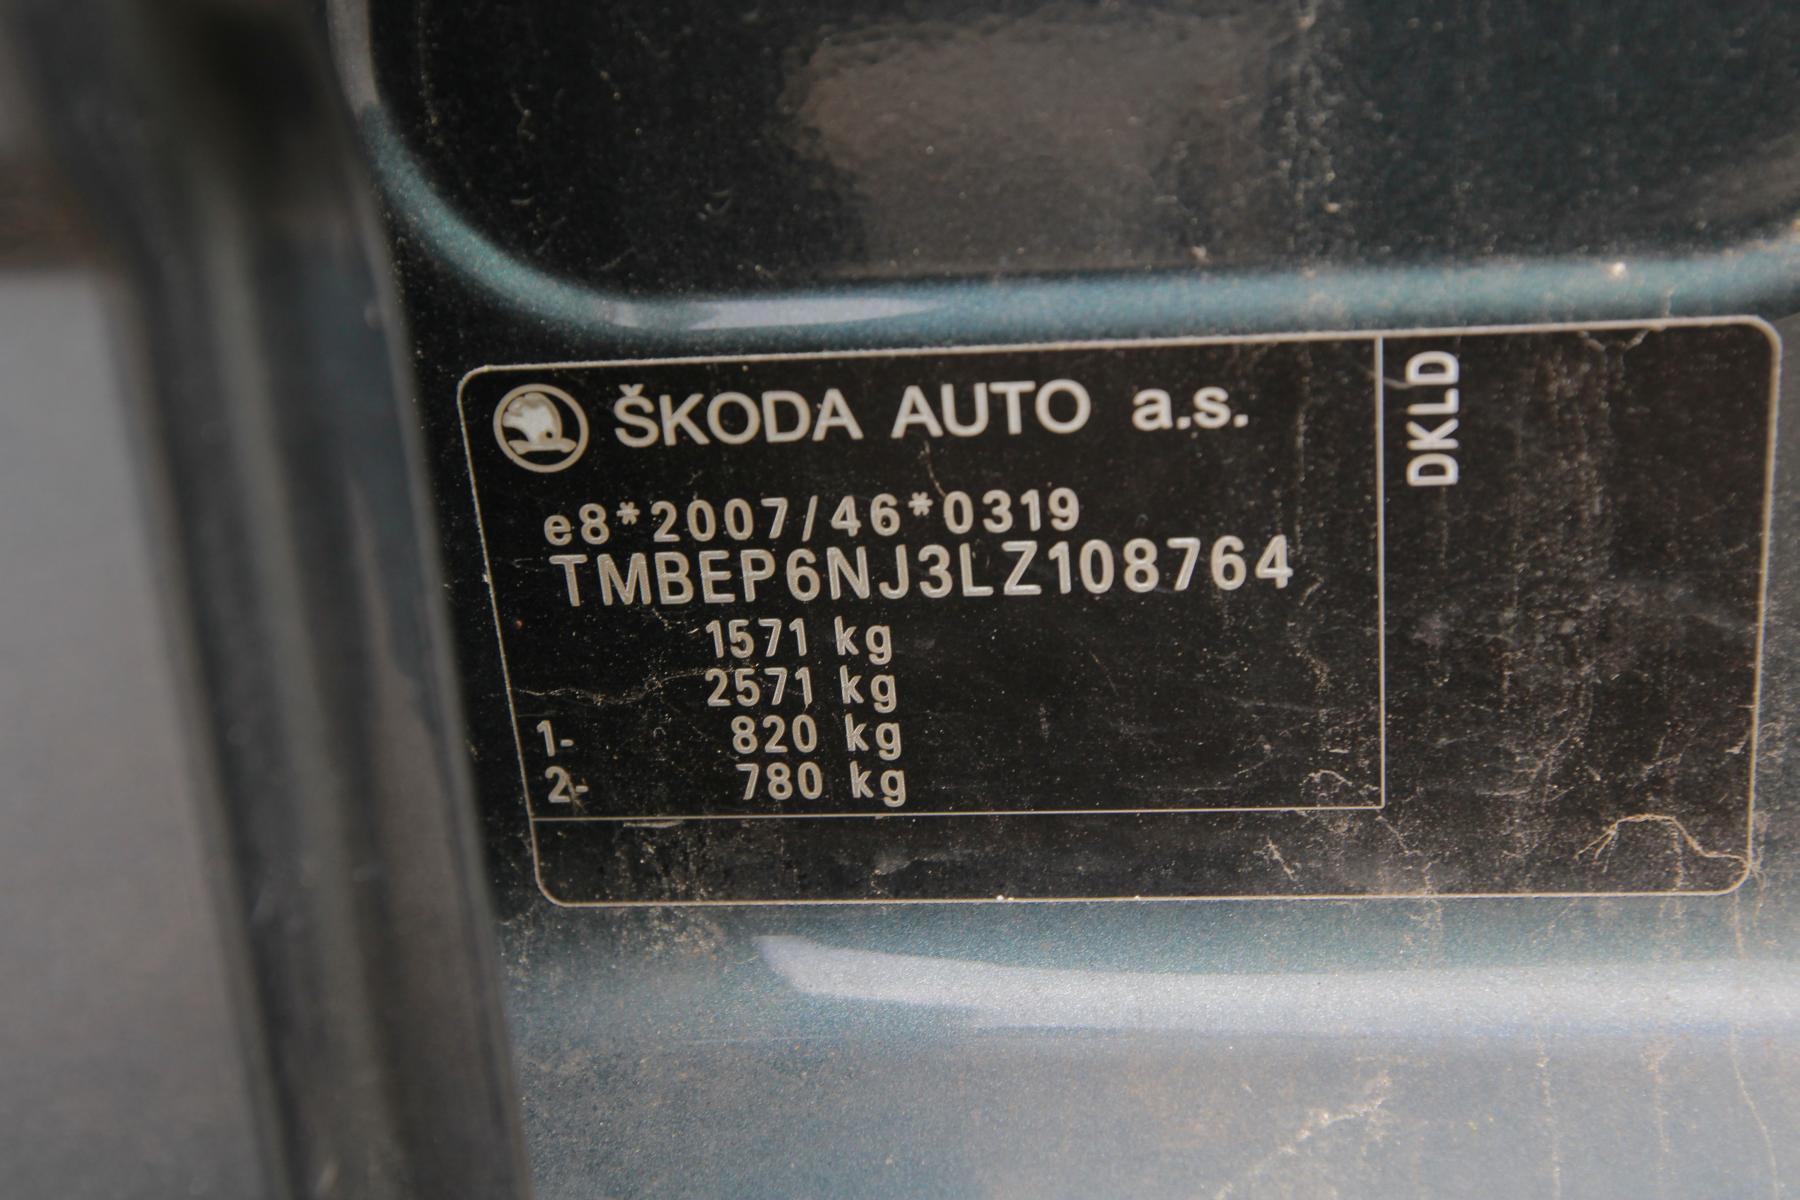 ŠKODA AUTO a.s.
e8*2007/46*0319
TMBEP6NJ3LZ108764
1571 kg
2571 kg
1- 820 kg
2- 780 kg
DKLD